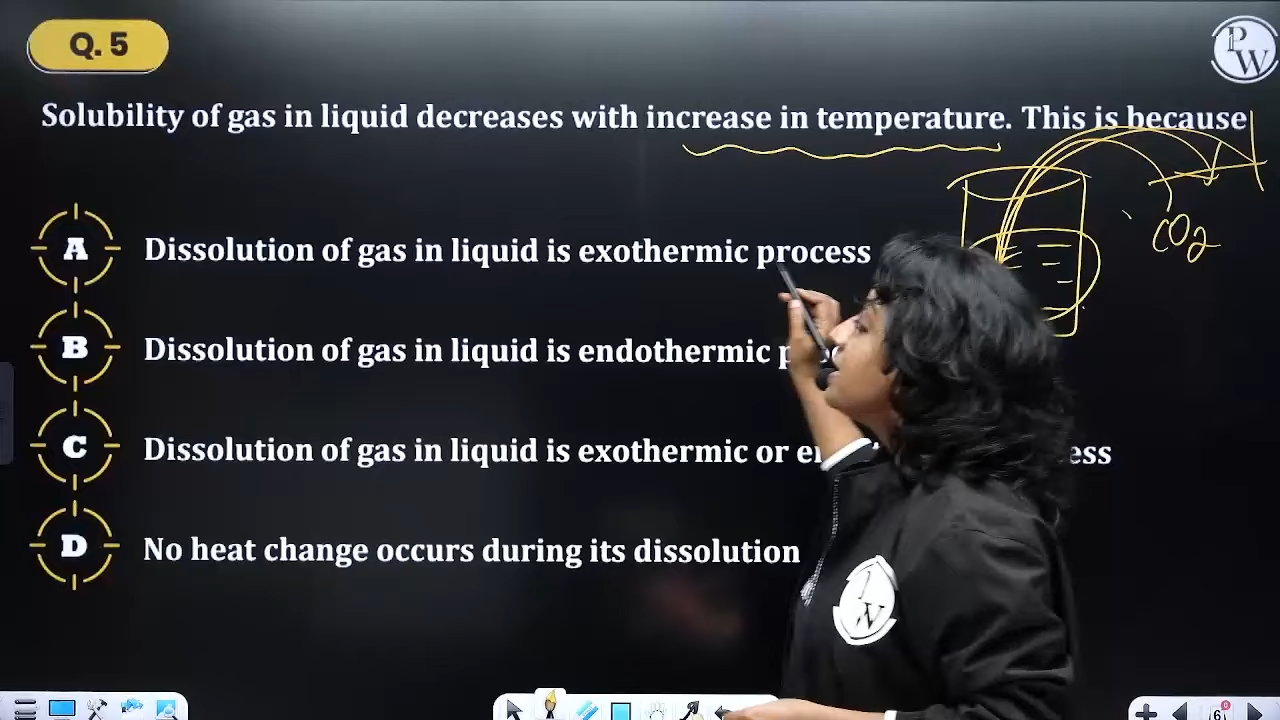 Q. 5
PW
Solubility of gas in liquid decreases with increase in temperature. This is because
CO2
A Dissolution of gas in liquid is exothermic process
B Dissolution of gas in liquid is endothermic
C Dissolution of gas in liquid is exothermic or
D No heat change occurs during its dissolution
PW